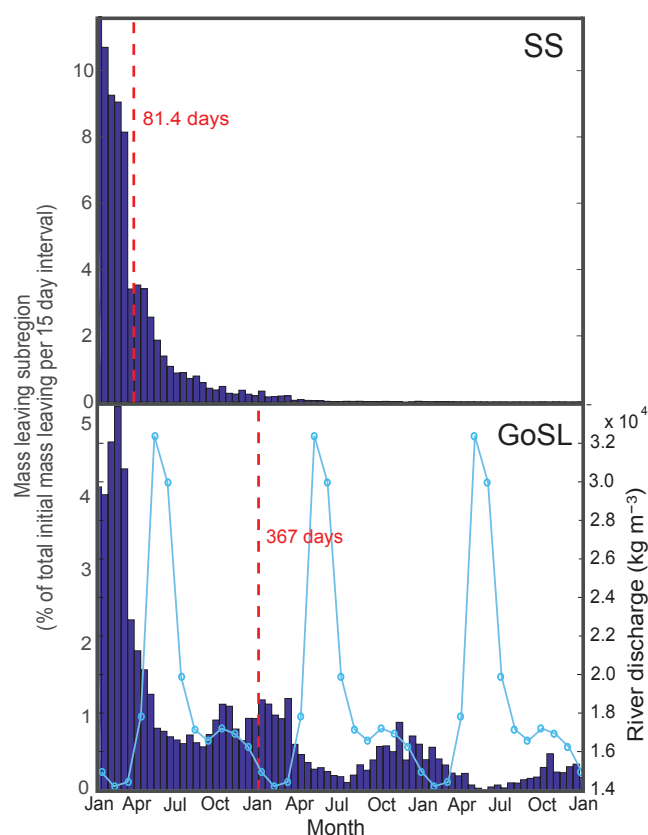 SS
81.4 days
10
8
6
4
2
0
Mass leaving subregion
(% of total initial mass leaving per 15 day interval)
GoSL
x 10⁴
367 days
5
4
3
2
1
0
3.2
3.0
2.8
2.6
2.4
2.2
2.0
1.8
1.6
1.4
River discharge (kg m⁻³)
Jan Apr Jul Oct Jan Apr Jul Oct Jan Apr Jul Oct Jan
Month